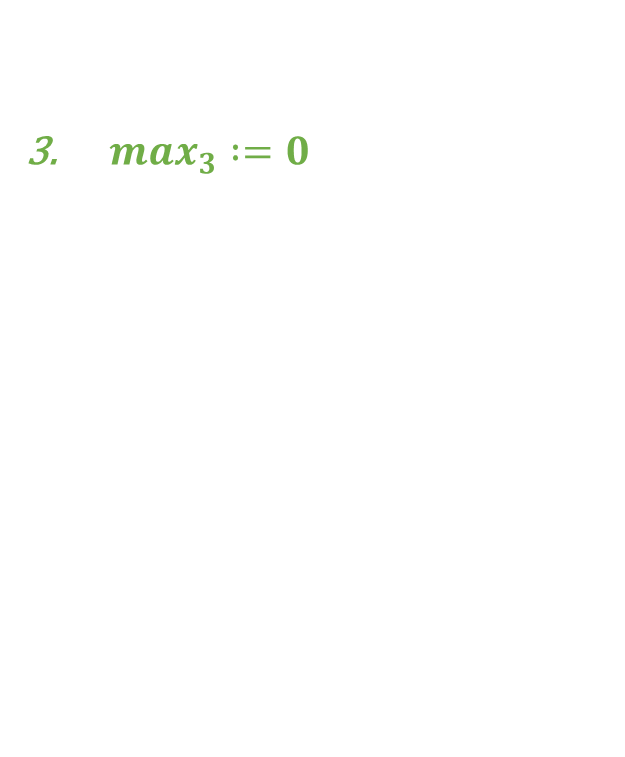 3. max₃ := 0